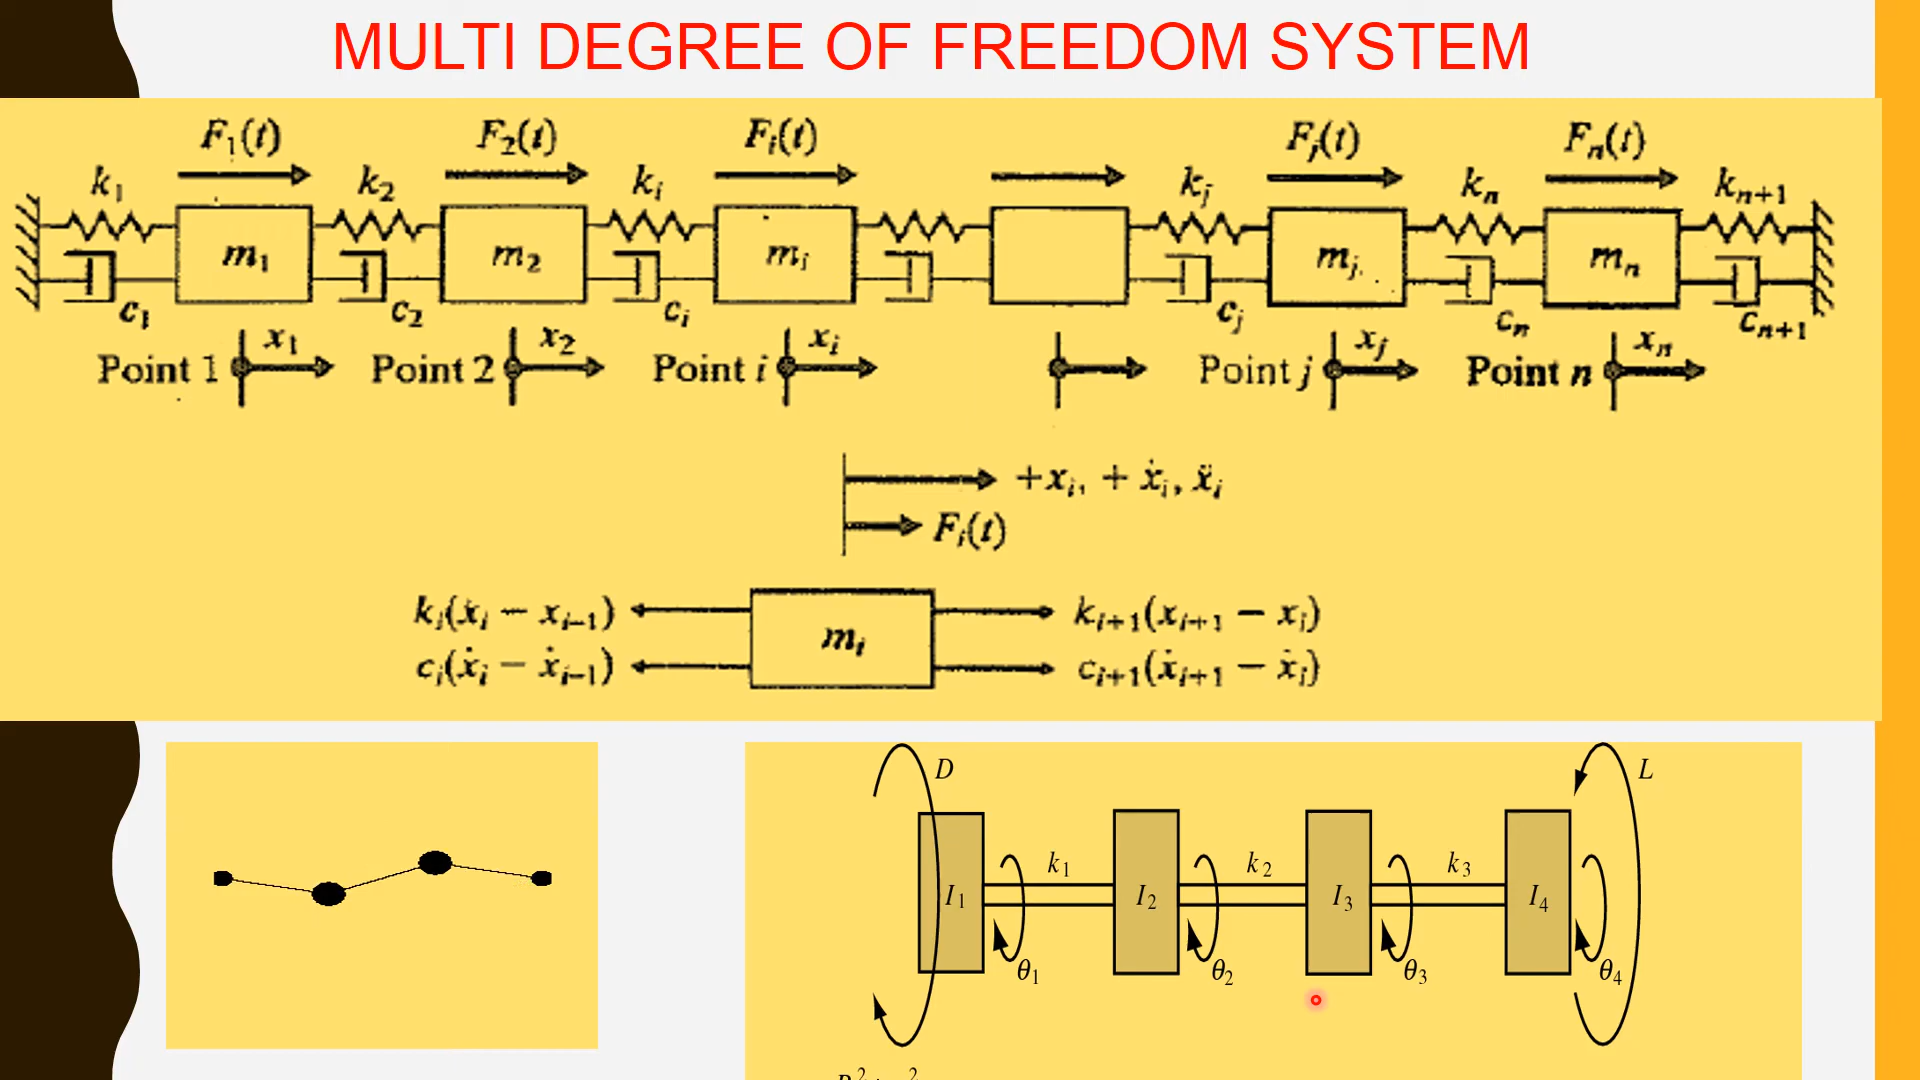 MULTI DEGREE OF FREEDOM SYSTEM
F₁(t) F₂(t) Fᵢ(t) Fⱼ(t) Fₙ(t)
k₁ k₂ kᵢ kⱼ kₙ kₙ₊₁
m₁ m₂ mᵢ mⱼ mₙ
c₁ c₂ cᵢ cⱼ cₙ cₙ₊₁
x₁ x₂ xᵢ xⱼ xₙ
Point 1 Point 2 Point i Point j Point n
+xᵢ, + ẋᵢ, ẍᵢ
Fᵢ(t)
kᵢ(xᵢ − xᵢ₋₁) kᵢ₊₁(xᵢ₊₁ − xᵢ)
mᵢ
cᵢ(ẋᵢ − ẋᵢ₋₁) cᵢ₊₁(ẋᵢ₊₁ − ẋᵢ)
D L
k₁ k₂ k₃
I₁ I₂ I₃ I₄
θ₁ θ₂ θ₃ θ₄